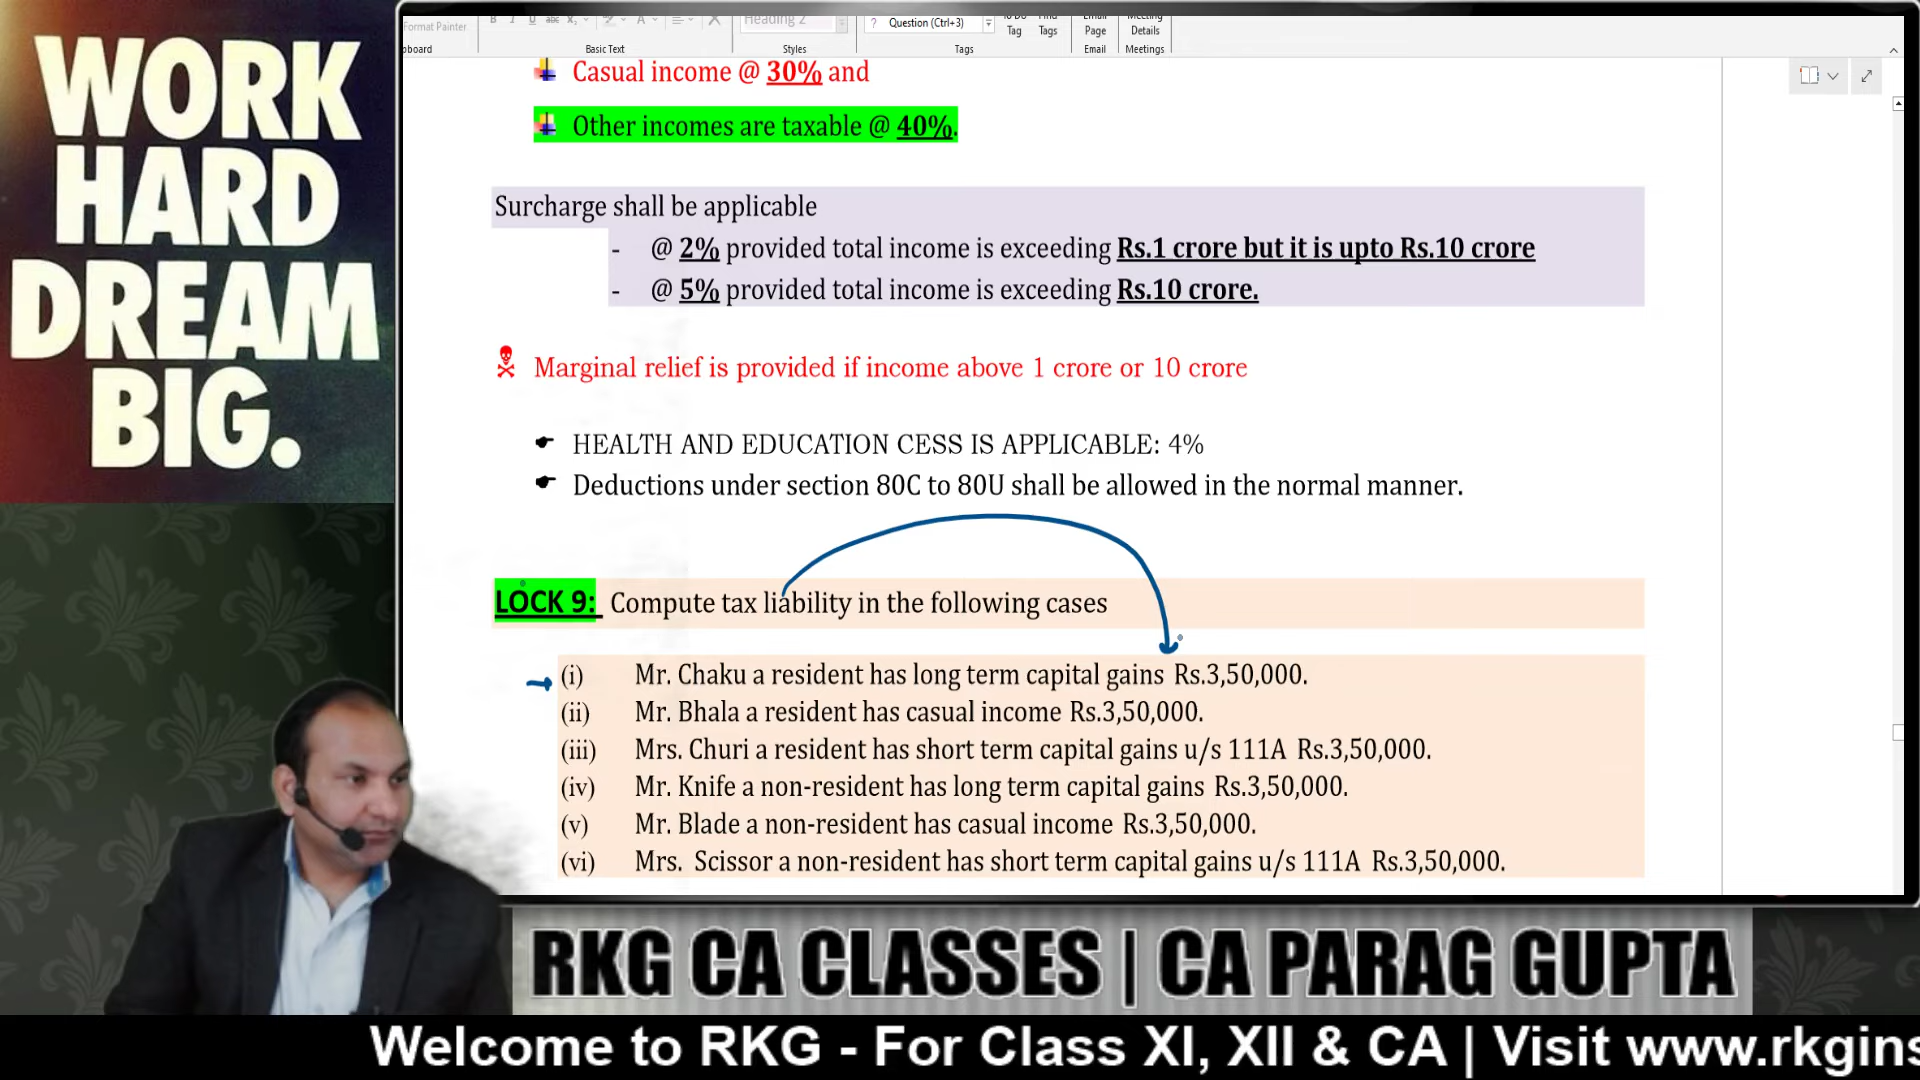 WORK
HARD
DREAM
BIG.
Format Painter
Basic Text
Heading 2
Styles
? Question (Ctrl+3)
Tag
Tags
Tags
Email
Page
Email
Meeting
Details
Meetings
Casual income @ 30% and
Other incomes are taxable @ 40%.
Surcharge shall be applicable
- @ 2% provided total income is exceeding Rs.1 crore but it is upto Rs.10 crore
- @ 5% provided total income is exceeding Rs.10 crore.
Marginal relief is provided if income above 1 crore or 10 crore
HEALTH AND EDUCATION CESS IS APPLICABLE: 4%
Deductions under section 80C to 80U shall be allowed in the normal manner.
LOCK 9: Compute tax liability in the following cases
(i) Mr. Chaku a resident has long term capital gains Rs.3,50,000.
(ii) Mr. Bhala a resident has casual income Rs.3,50,000.
(iii) Mrs. Churi a resident has short term capital gains u/s 111A Rs.3,50,000.
(iv) Mr. Knife a non-resident has long term capital gains Rs.3,50,000.
(v) Mr. Blade a non-resident has casual income Rs.3,50,000.
(vi) Mrs. Scissor a non-resident has short term capital gains u/s 111A Rs.3,50,000.
RKG CA CLASSES | CA PARAG GUPTA
Welcome to RKG - For Class XI, XII & CA | Visit www.rkgins